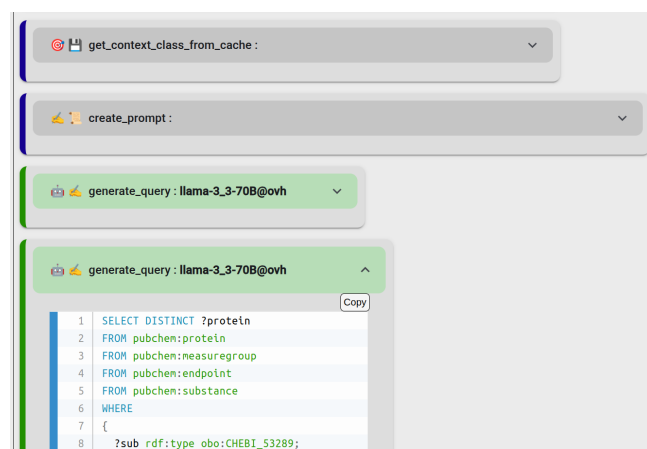 get_context_class_from_cache :
create_prompt :
generate_query : llama-3_3-70B@ovh
generate_query : llama-3_3-70B@ovh
Copy
1 SELECT DISTINCT ?protein
2 FROM pubchem:protein
3 FROM pubchem:measuregroup
4 FROM pubchem:endpoint
5 FROM pubchem:substance
6 WHERE
7 {
8 ?sub rdf:type obo:CHEBI_53289;